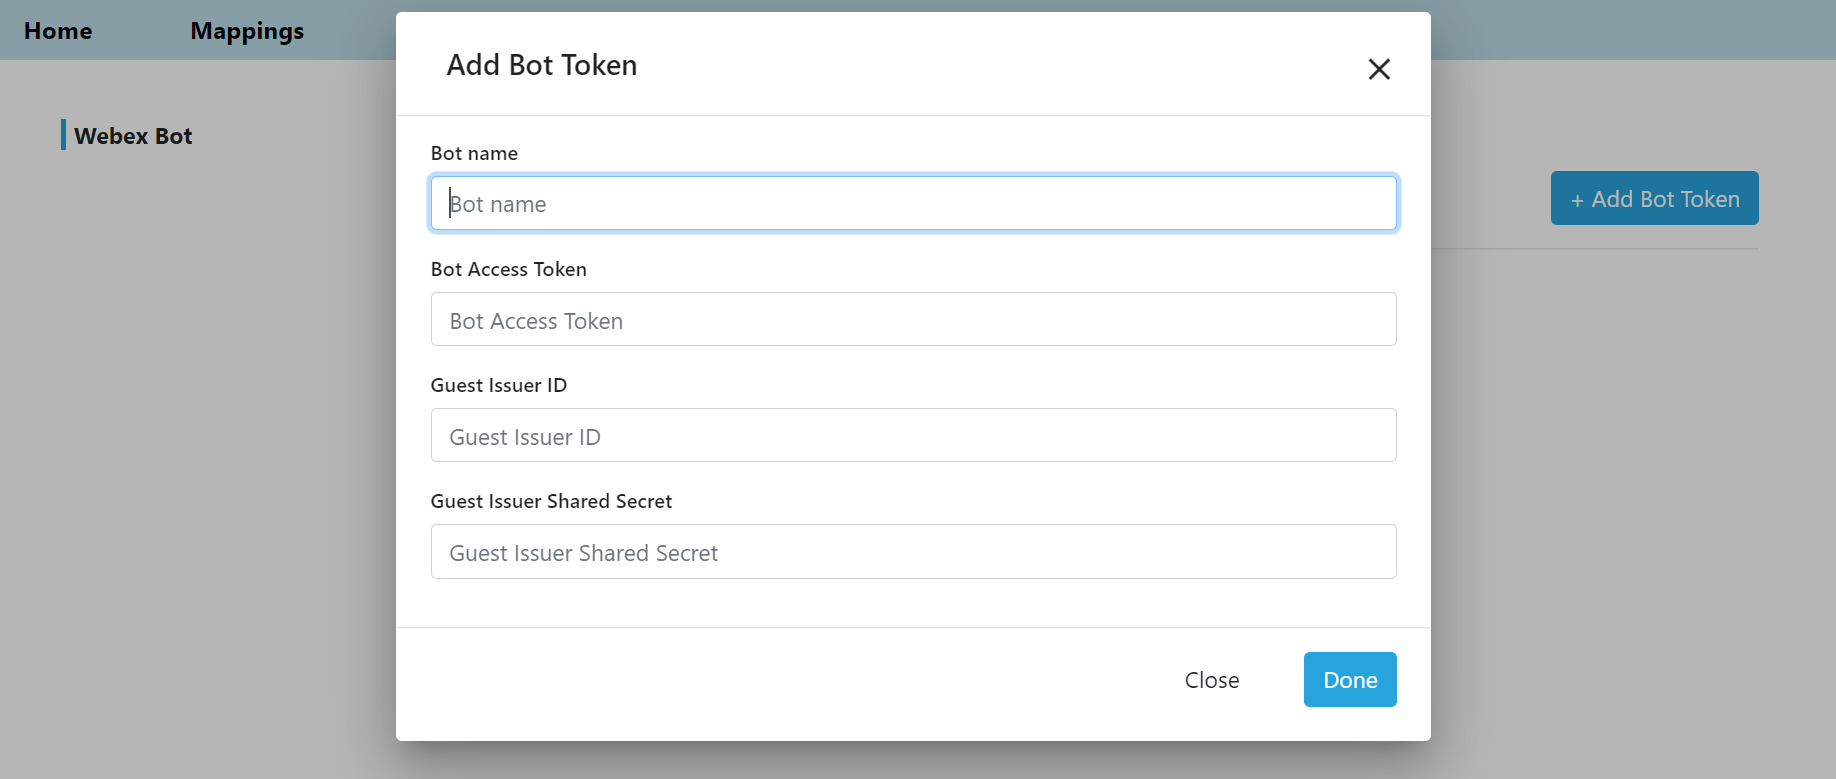 Home Mappings
Webex Bot
+ Add Bot Token
Add Bot Token
Bot name
Bot name
Bot Access Token
Bot Access Token
Guest Issuer ID
Guest Issuer ID
Guest Issuer Shared Secret
Guest Issuer Shared Secret
Close Done